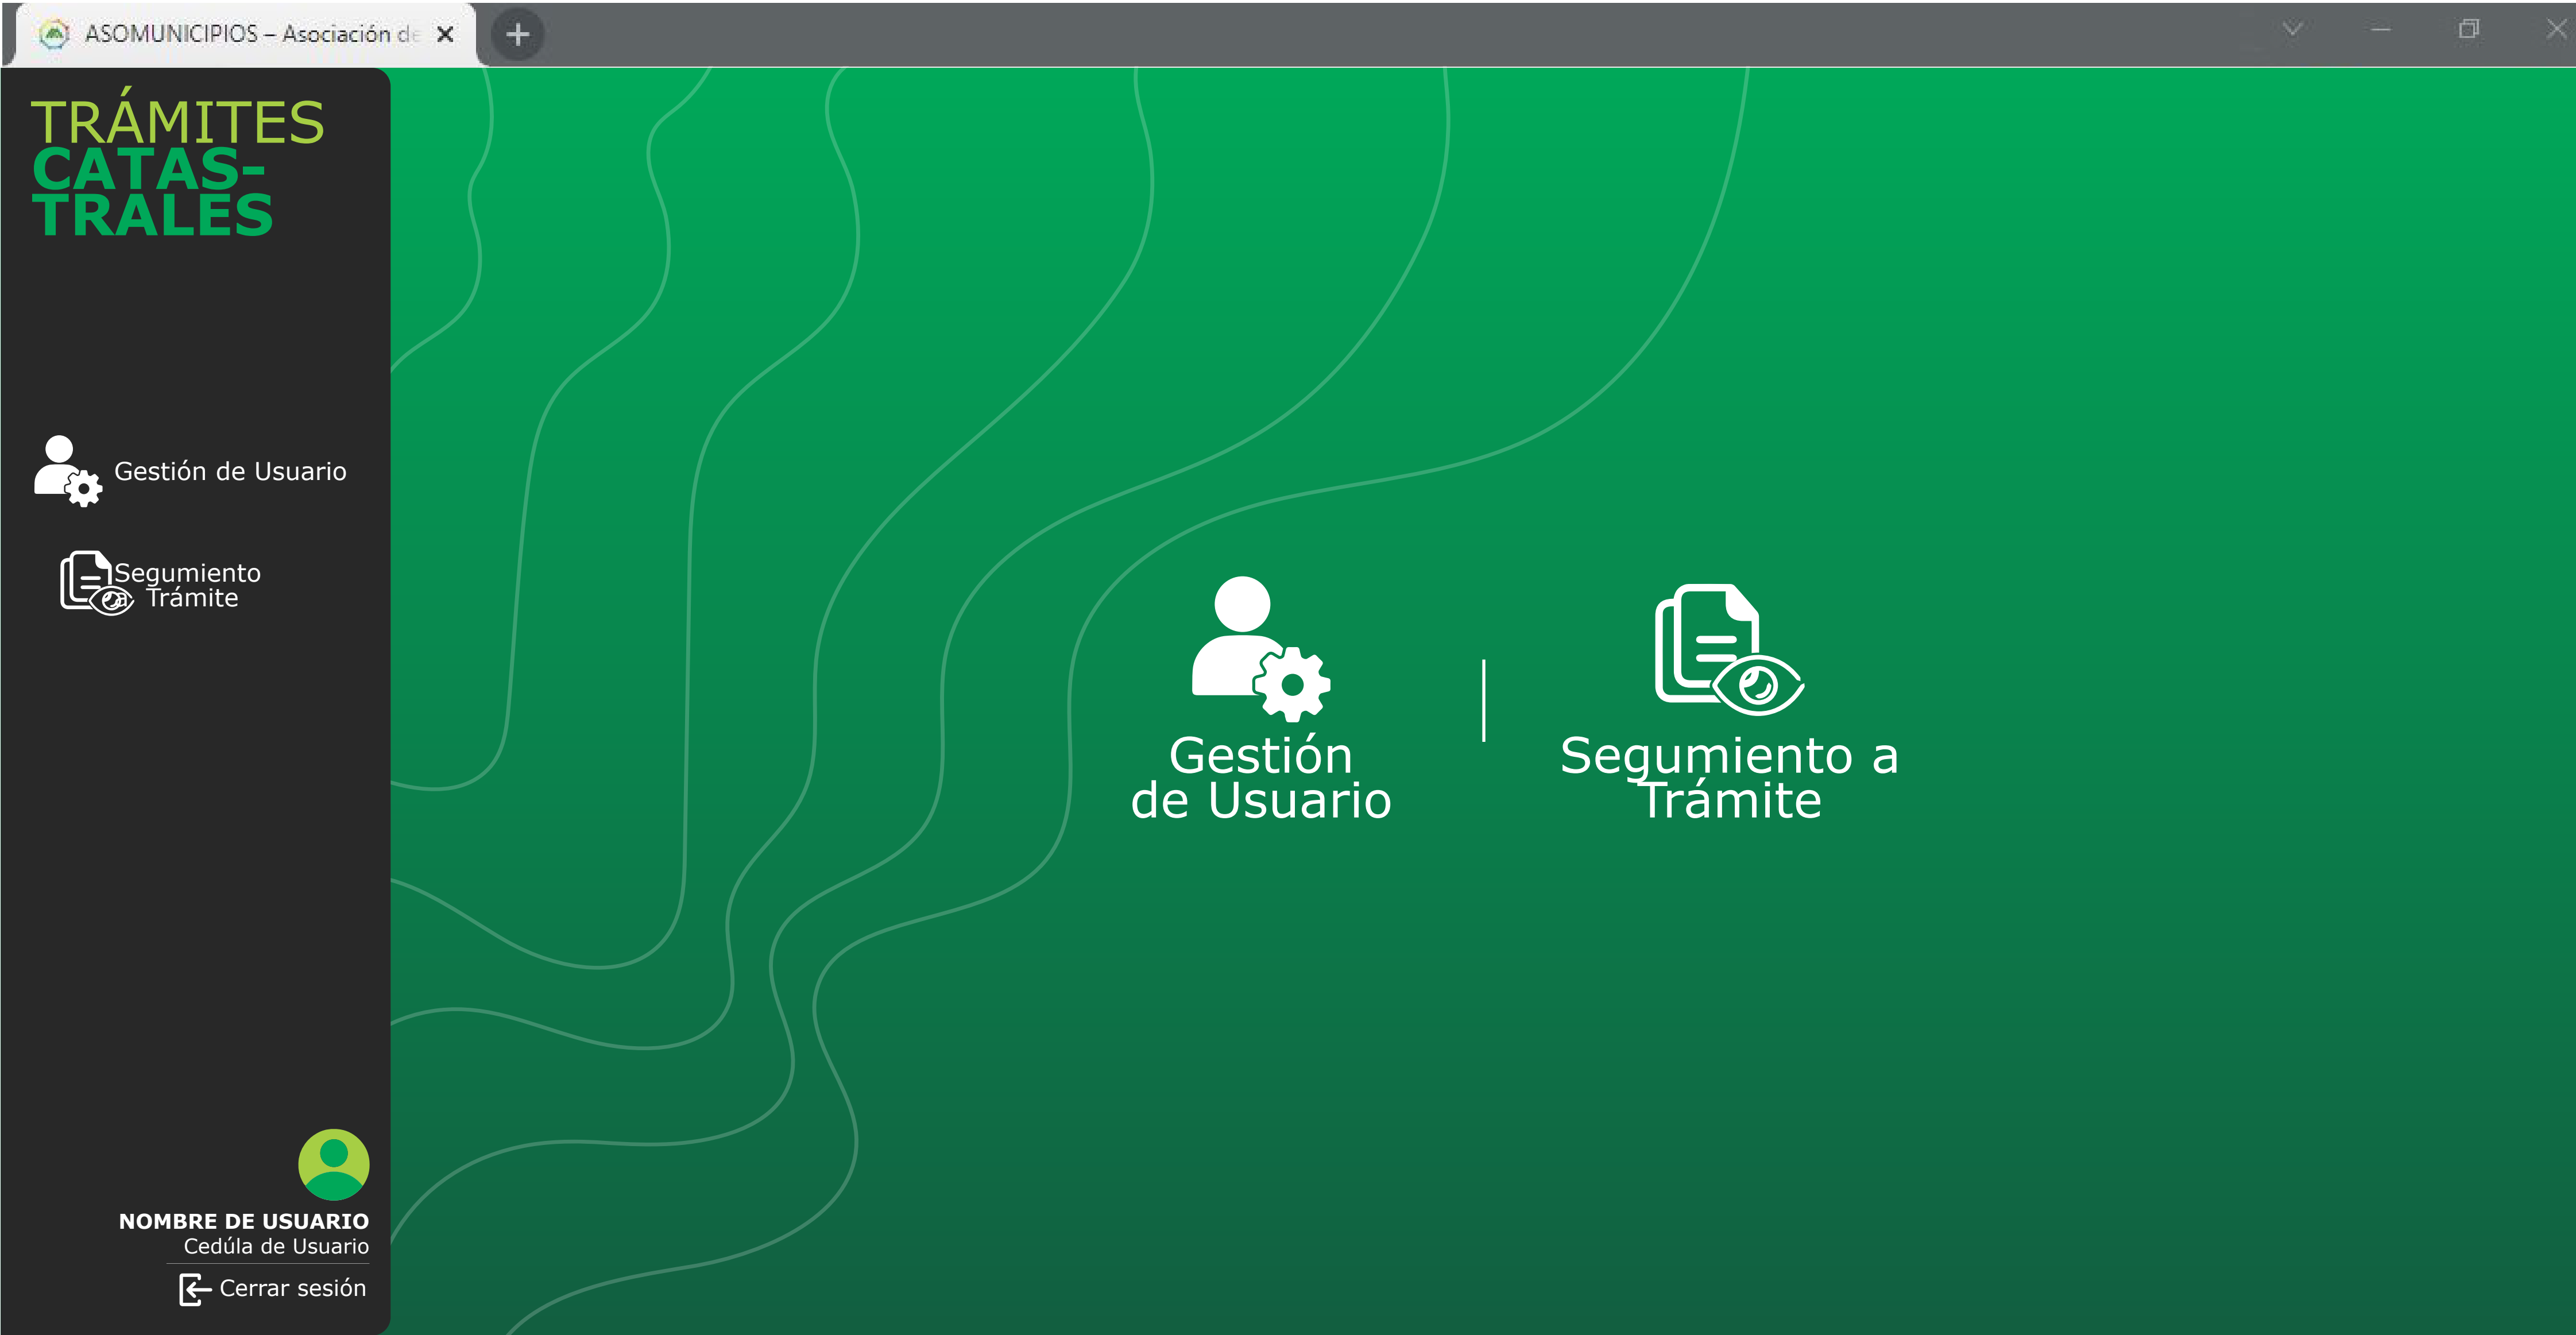 ASOMUNICIPIOS – Asociación de
TRÁMITES
CATAS-
TRALES
Gestión de Usuario
Segumiento
a Trámite
Gestión
de Usuario
Segumiento a
Trámite
NOMBRE DE USUARIO
Cedúla de Usuario
Cerrar sesión